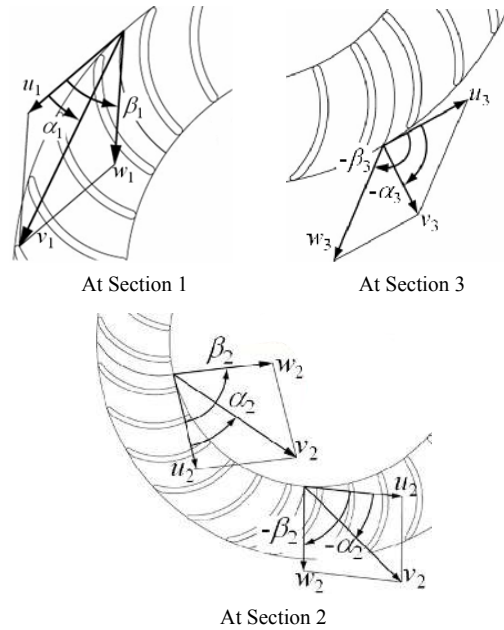 u1
α1
β1
w1
v1
At Section 1
u3
-β3
-α3
v3
w3
At Section 3
β2
w2
α2
u2
v2
u2
-β2
-α2
w2
v2
At Section 2